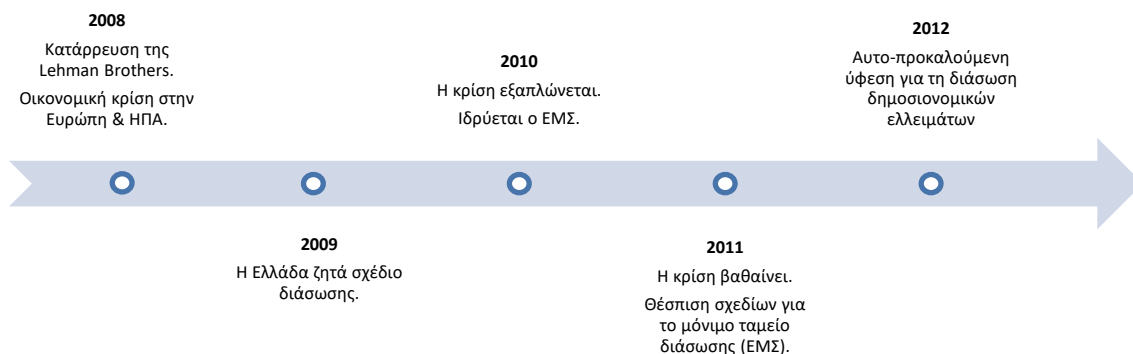 2008
Κατάρρευση της
Lehman Brothers.
Οικονομική κρίση στην
Ευρώπη & ΗΠΑ.
2009
Η Ελλάδα ζητά σχέδιο
διάσωσης.
2010
Η κρίση εξαπλώνεται.
Ιδρύεται ο ΕΜΣ.
2011
Η κρίση βαθαίνει.
Θέσπιση σχεδίων για
το μόνιμο ταμείο
διάσωσης (ΕΜΣ).
2012
Αυτο-προκαλούμενη
ύφεση για τη διάσωση
δημοσιονομικών
ελλειμάτων